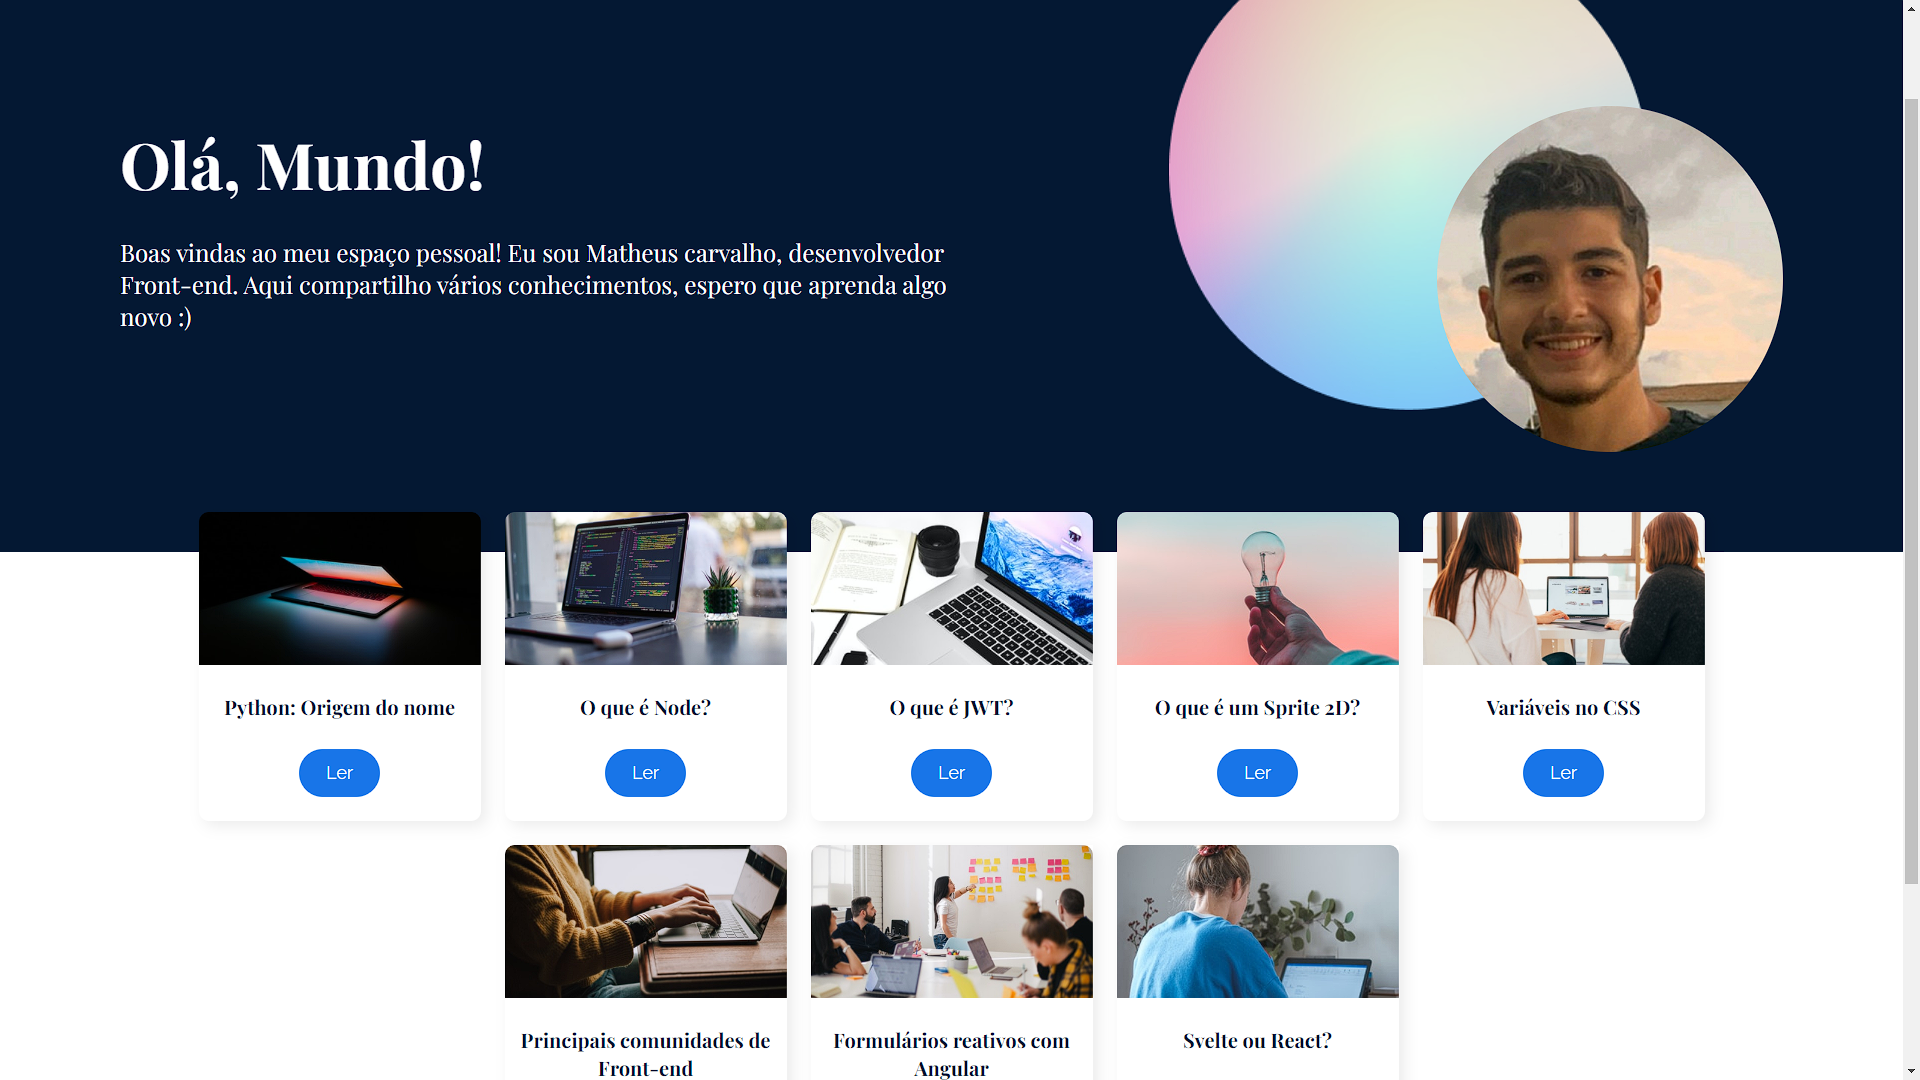 Olá, Mundo!
Boas vindas ao meu espaço pessoal! Eu sou Matheus carvalho, desenvolvedor
Front-end. Aqui compartilho vários conhecimentos, espero que aprenda algo
novo :)
Python: Origem do nome
Ler
O que é Node?
Ler
O que é JWT?
Ler
O que é um Sprite 2D?
Ler
Variáveis no CSS
Ler
Principais comunidades de
Front-end
Formulários reativos com
Angular
Svelte ou React?